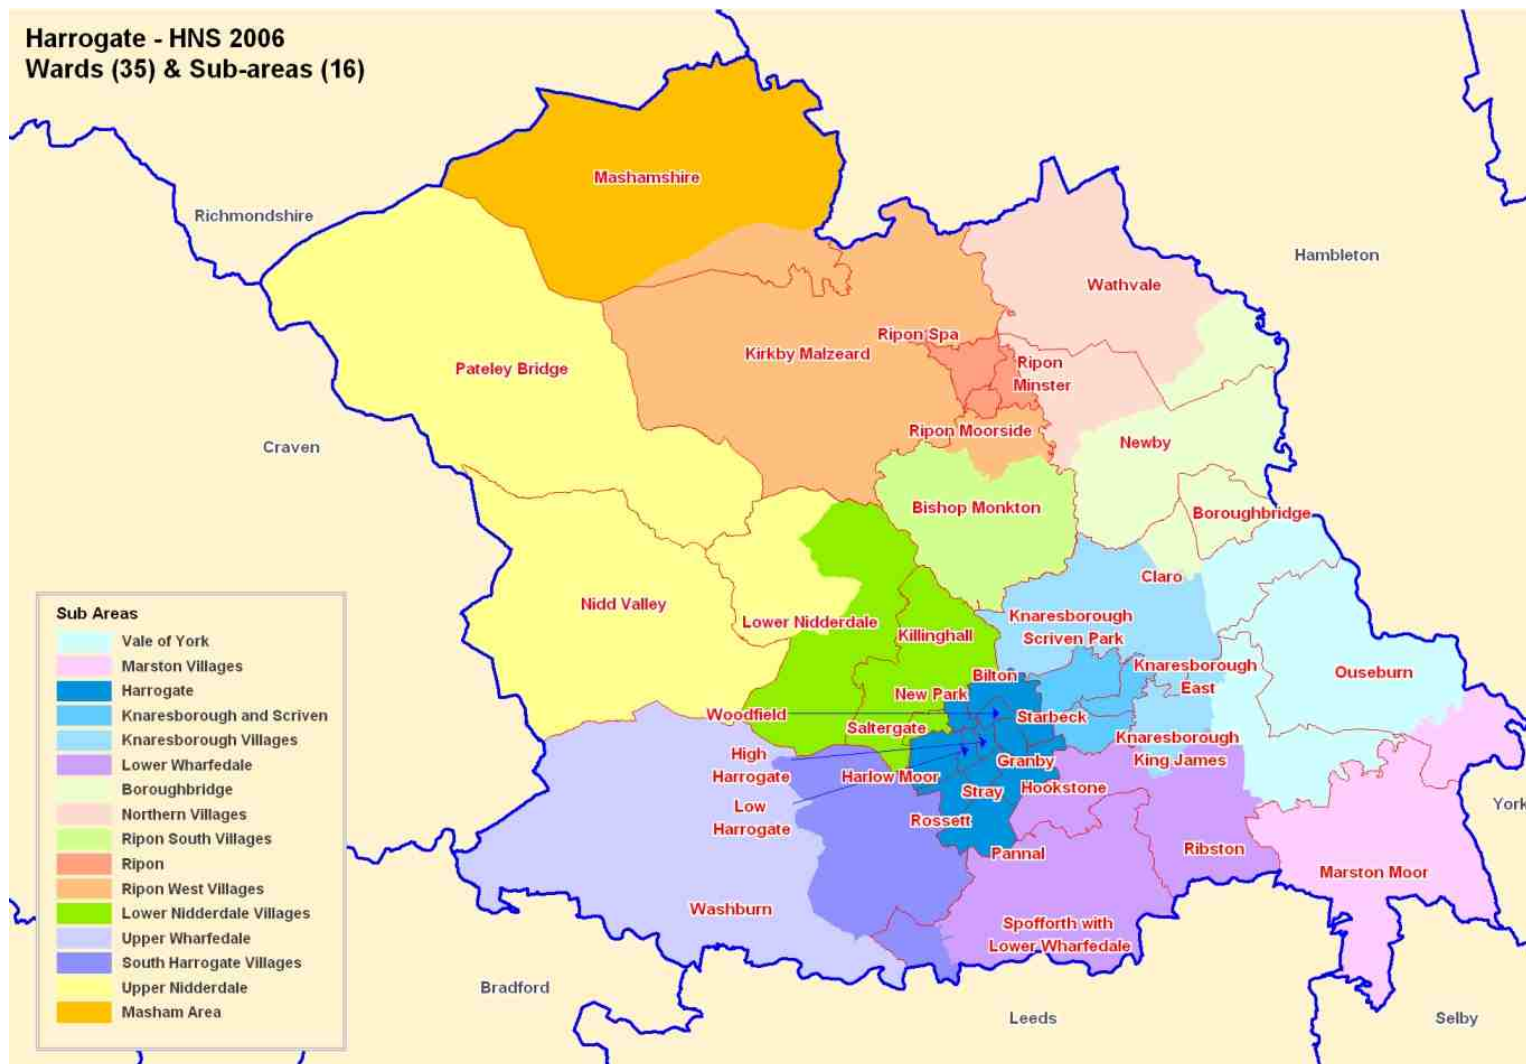 Harrogate - HNS 2006
Wards (35) & Sub-areas (16)
Mashamshire
Richmondshire
Hambleton
Wathvale
Ripon Spa
Kirkby Malzeard
Ripon
Minster
Pateley Bridge
Ripon Moorside
Newby
Craven
Bishop Monkton
Boroughbridge
Claro
Nidd Valley
Lower Nidderdale
Knaresborough
Scriven Park
Killinghall
Knaresborough
East
Ouseburn
Bilton
New Park
Woodfield
Starbeck
Saltergate
Knaresborough
King James
High
Harrogate
Harlow Moor
Granby
Hookstone
Stray
Low
Harrogate
Rossett
York
Pannal
Ribston
Marston Moor
Washburn
Spofforth with
Lower Wharfedale
Bradford
Leeds
Selby
Sub Areas
Vale of York
Marston Villages
Harrogate
Knaresborough and Scriven
Knaresborough Villages
Lower Wharfedale
Boroughbridge
Northern Villages
Ripon South Villages
Ripon
Ripon West Villages
Lower Nidderdale Villages
Upper Wharfedale
South Harrogate Villages
Upper Nidderdale
Masham Area